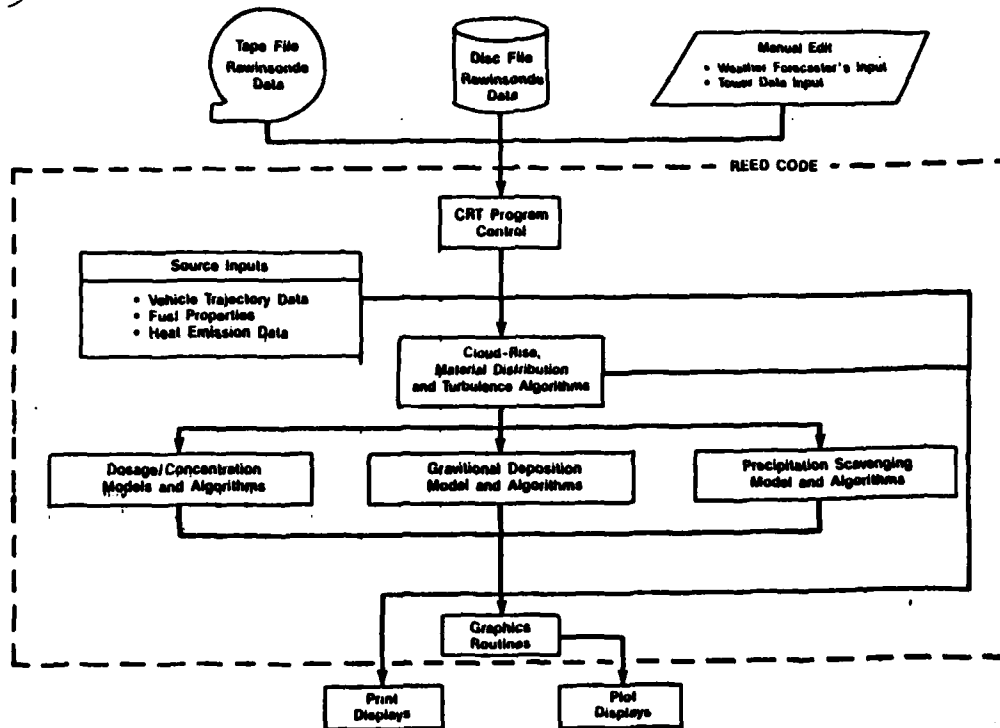 Tape File
Rawinsonde
Data
Disc File
Rawinsonde
Data
Manual Edit
• Weather Forecaster's Input
• Tower Data Input
REED CODE
CRT Program
Control
Source Inputs
• Vehicle Trajectory Data
• Fuel Properties
• Heat Emission Data
Cloud-Rise,
Material Distribution
and Turbulence Algorithms
Dosage/Concentration
Models and Algorithms
Gravitional Deposition
Model and Algorithms
Precipitation Scavenging
Model and Algorithms
Graphics
Routines
Print
Displays
Plot
Displays